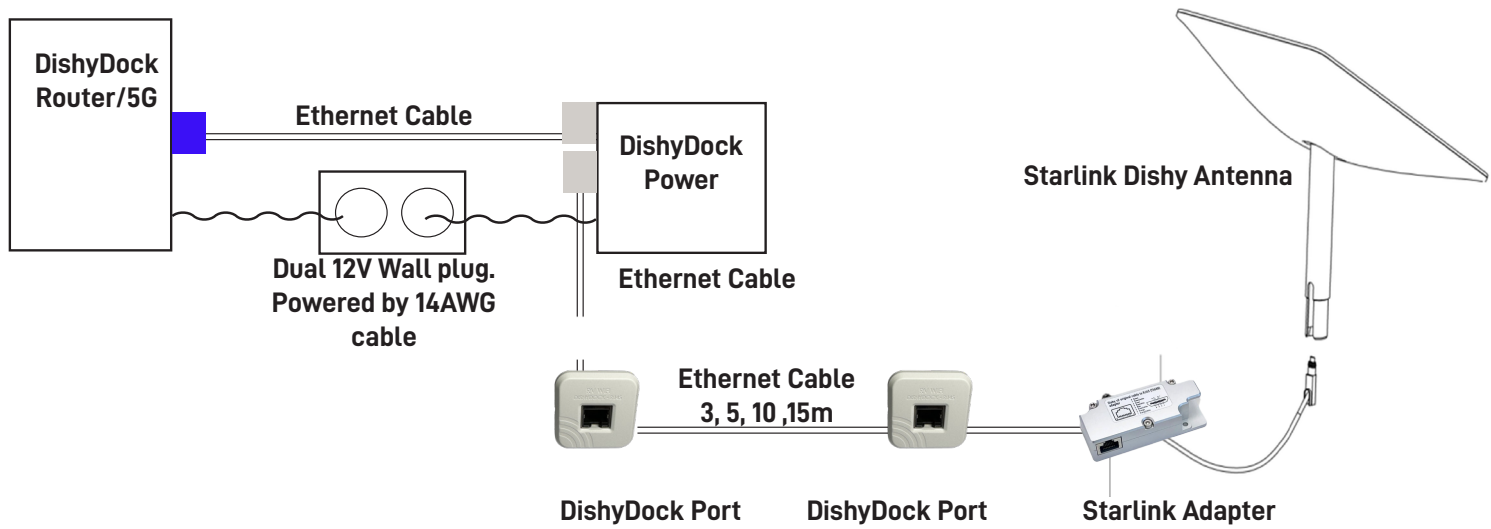 DishyDock
Router/5G
Ethernet Cable
DishyDock
Power
Starlink Dishy Antenna
Dual 12V Wall plug.
Powered by 14AWG
cable
Ethernet Cable
Ethernet Cable
3, 5, 10 ,15m
DishyDock Port
DishyDock Port
Starlink Adapter